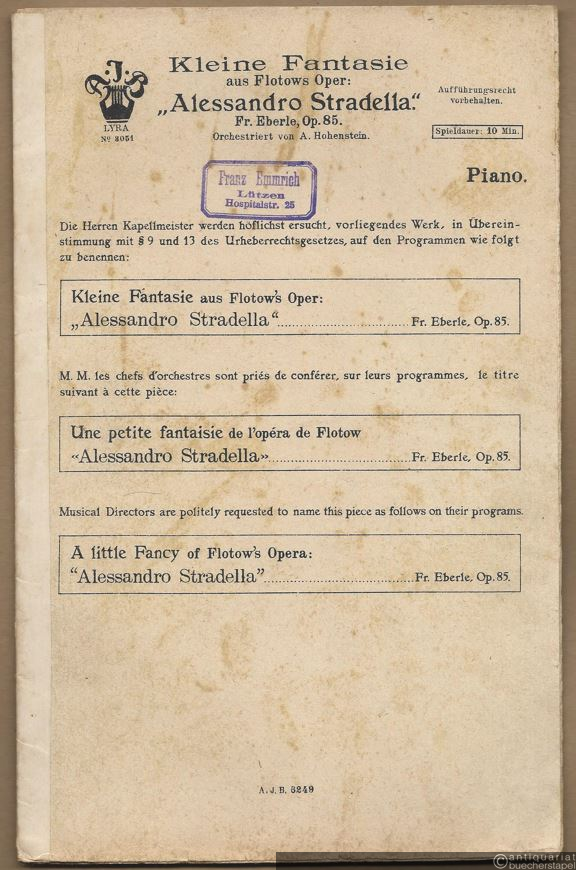 A. J. B.
LYRA
No 3051
Kleine Fantasie
aus Flotows Oper:
„Alessandro Stradella."
Fr. Eberle, Op. 85.
Orchestriert von A. Hohenstein.
Aufführungsrecht
vorbehalten.
Spieldauer: 10 Min.
Franz Emmrich
Lützen
Hospitalstr. 25
Piano.
Die Herren Kapellmeister werden höflichst ersucht, vorliegendes Werk, in Überein-
stimmung mit § 9 und 13 des Urheberrechtsgesetzes, auf den Programmen wie folgt
zu benennen:
Kleine Fantasie aus Flotow's Oper:
„Alessandro Stradella“ Fr. Eberle, Op. 85.
M. M. les chefs d'orchestres sont priés de conférer, sur leurs programmes, le titre
suivant à cette pièce:
Une petite fantaisie de l'opéra de Flotow
«Alessandro Stradella» Fr. Eberle, Op. 85.
Musical Directors are politely requested to name this piece as follows on their programs.
A little Fancy of Flotow's Opera:
“Alessandro Stradella” Fr. Eberle, Op. 85.
A. J. B. 5249
antiquariat
buecherstapel